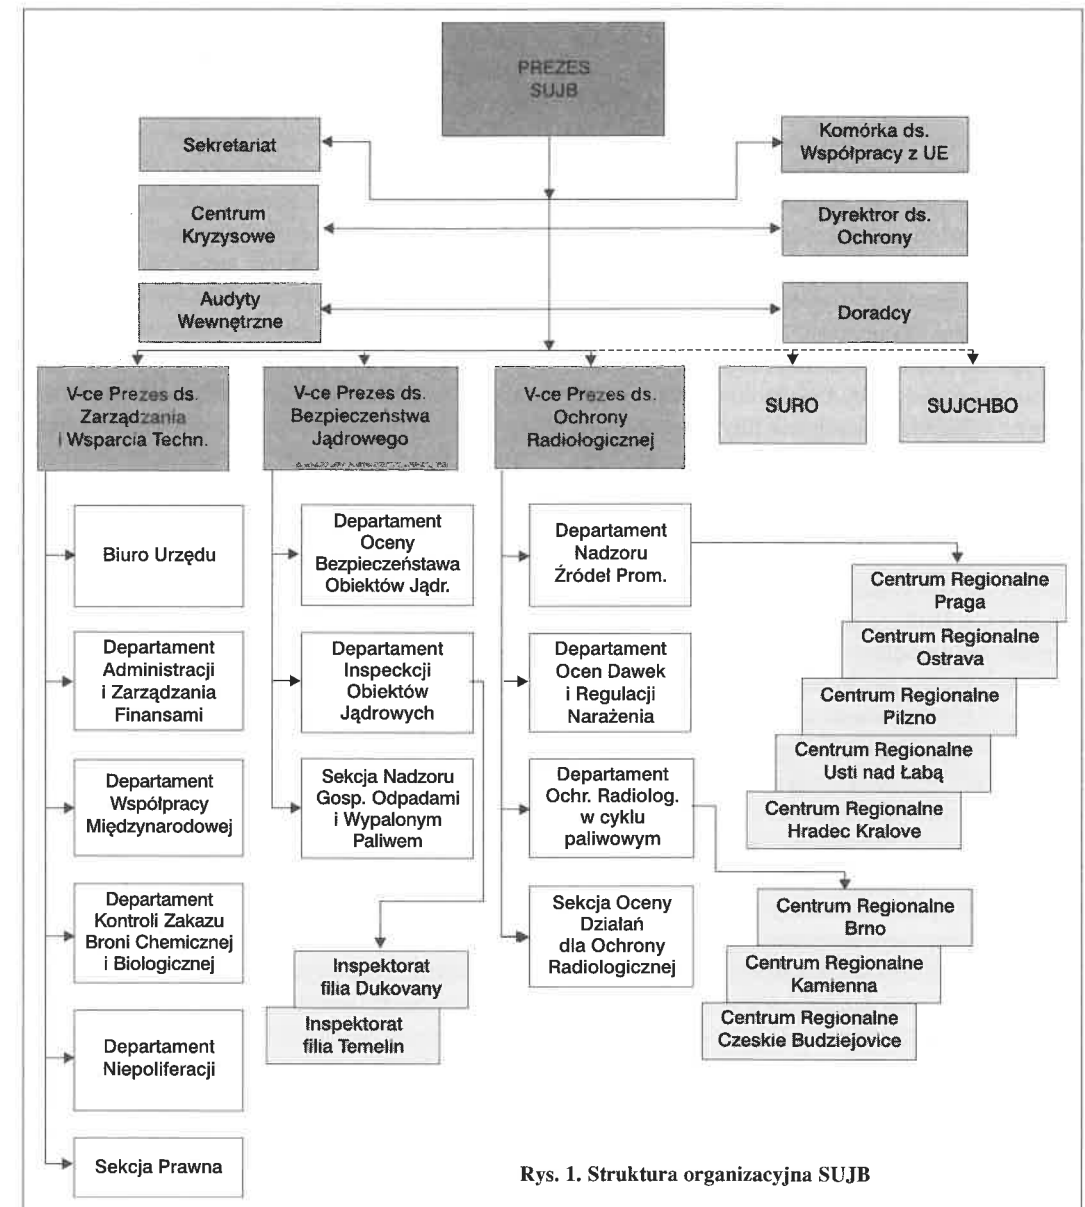 PREZES
SUJB
Sekretariat
Komórka ds.
Współpracy z UE
Centrum
Kryzysowe
Dyrektror ds.
Ochrony
Audyty
Wewnętrzne
Doradcy
V-ce Prezes ds.
Zarządzania
i Wsparcia Techn.
V-ce Prezes ds.
Bezpieczeństwa
Jądrowego
V-ce Prezes ds.
Ochrony
Radiologicznej
SURO
SUJCHBO
Biuro Urzędu
Departament
Administracji
i Zarządzania
Finansami
Departament
Współpracy
Międzynarodowej
Departament
Kontroli Zakazu
Broni Chemicznej
i Biologicznej
Departament
Niepoliferacji
Sekcja Prawna
Departament
Oceny
Bezpieczeństawa
Obiektów Jądr.
Departament
Inspeckcji
Obiektów
Jądrowych
Sekcja Nadzoru
Gosp. Odpadami
i Wypalonym
Paliwem
Inspektorat
filia Dukovany
Inspektorat
filia Temelin
Departament
Nadzoru
Źródeł Prom.
Departament
Ocen Dawek
i Regulacji
Narażenia
Departament
Ochr. Radiolog.
w cyklu
paliwowym
Sekcja Oceny
Działań
dla Ochrony
Radiologicznej
Centrum Regionalne
Praga
Centrum Regionalne
Ostrava
Centrum Regionalne
Pilzno
Centrum Regionalne
Usti nad Łabą
Centrum Regionalne
Hradec Kralove
Centrum Regionalne
Brno
Centrum Regionalne
Kamienna
Centrum Regionalne
Czeskie Budziejovice
Rys. 1. Struktura organizacyjna SUJB